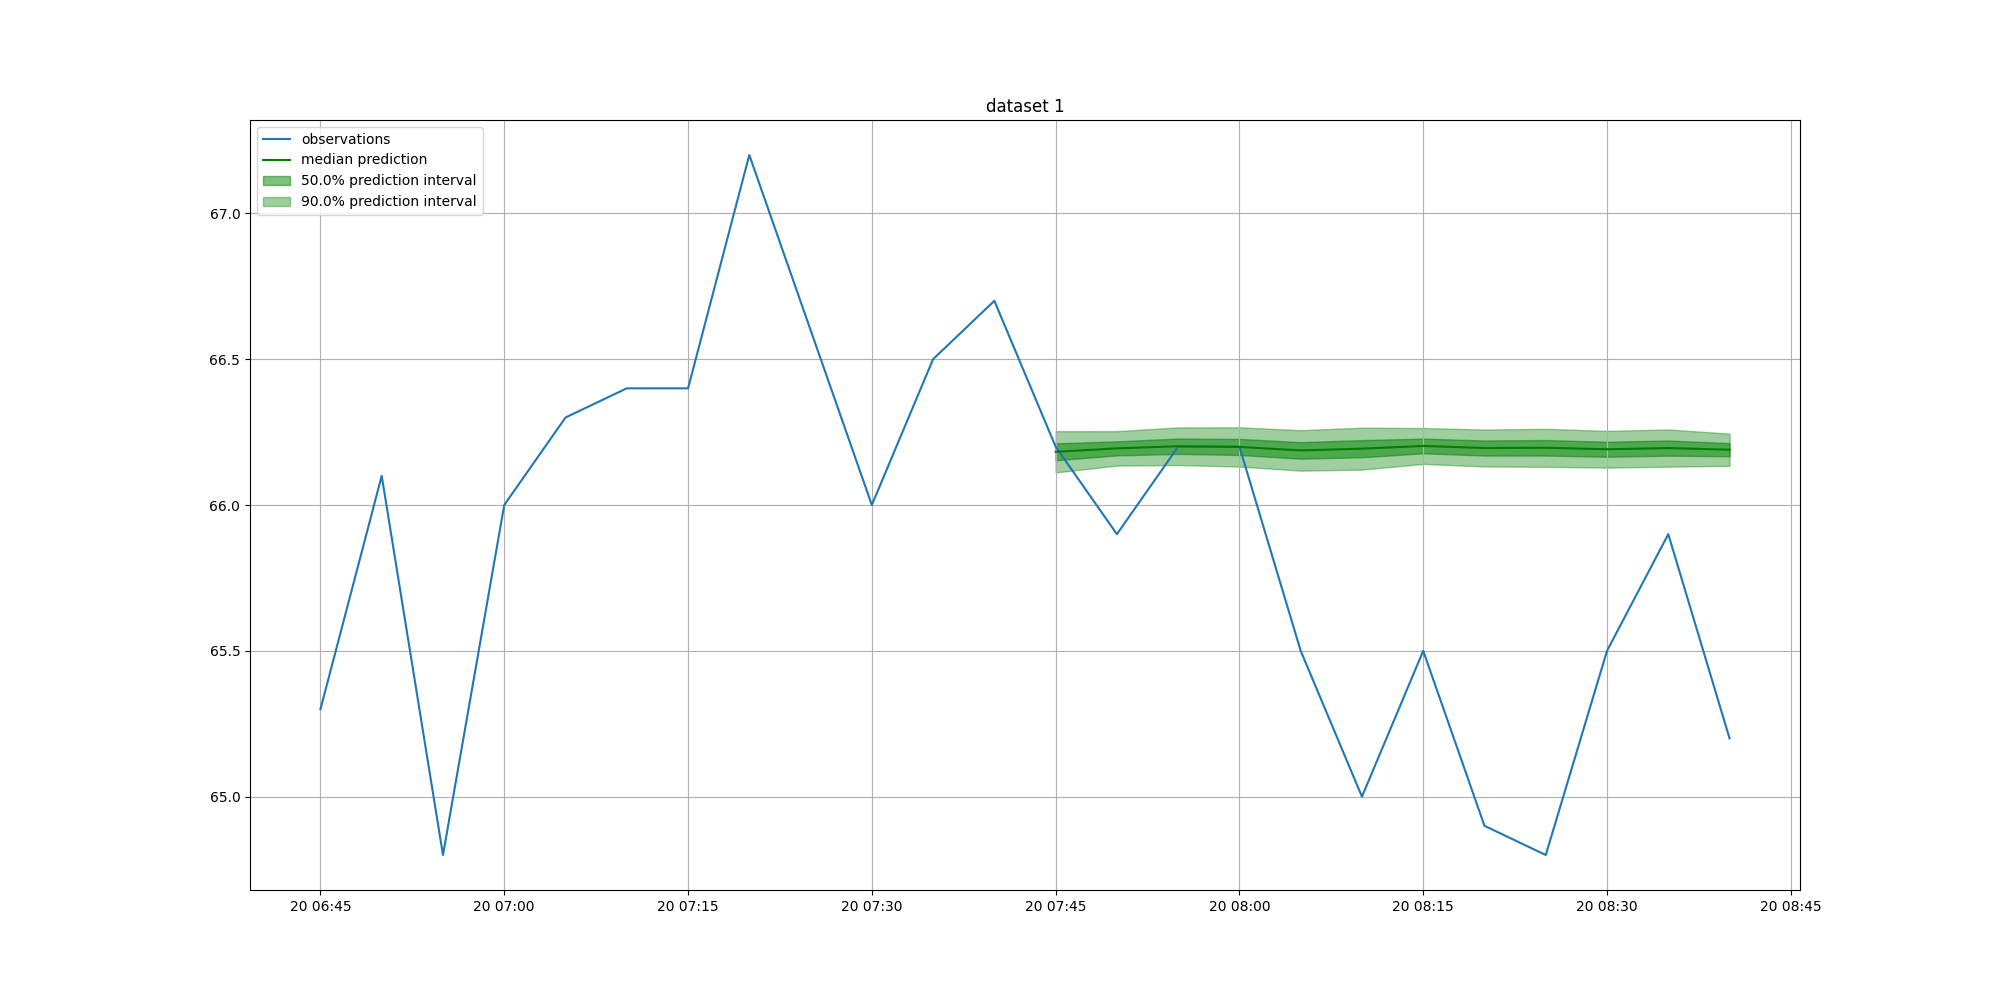 dataset 1
observations
median prediction
50.0% prediction interval
90.0% prediction interval
67.0
66.5
66.0
65.5
65.0
20 06:45 20 07:00 20 07:15 20 07:30 20 07:45 20 08:00 20 08:15 20 08:30 20 08:45